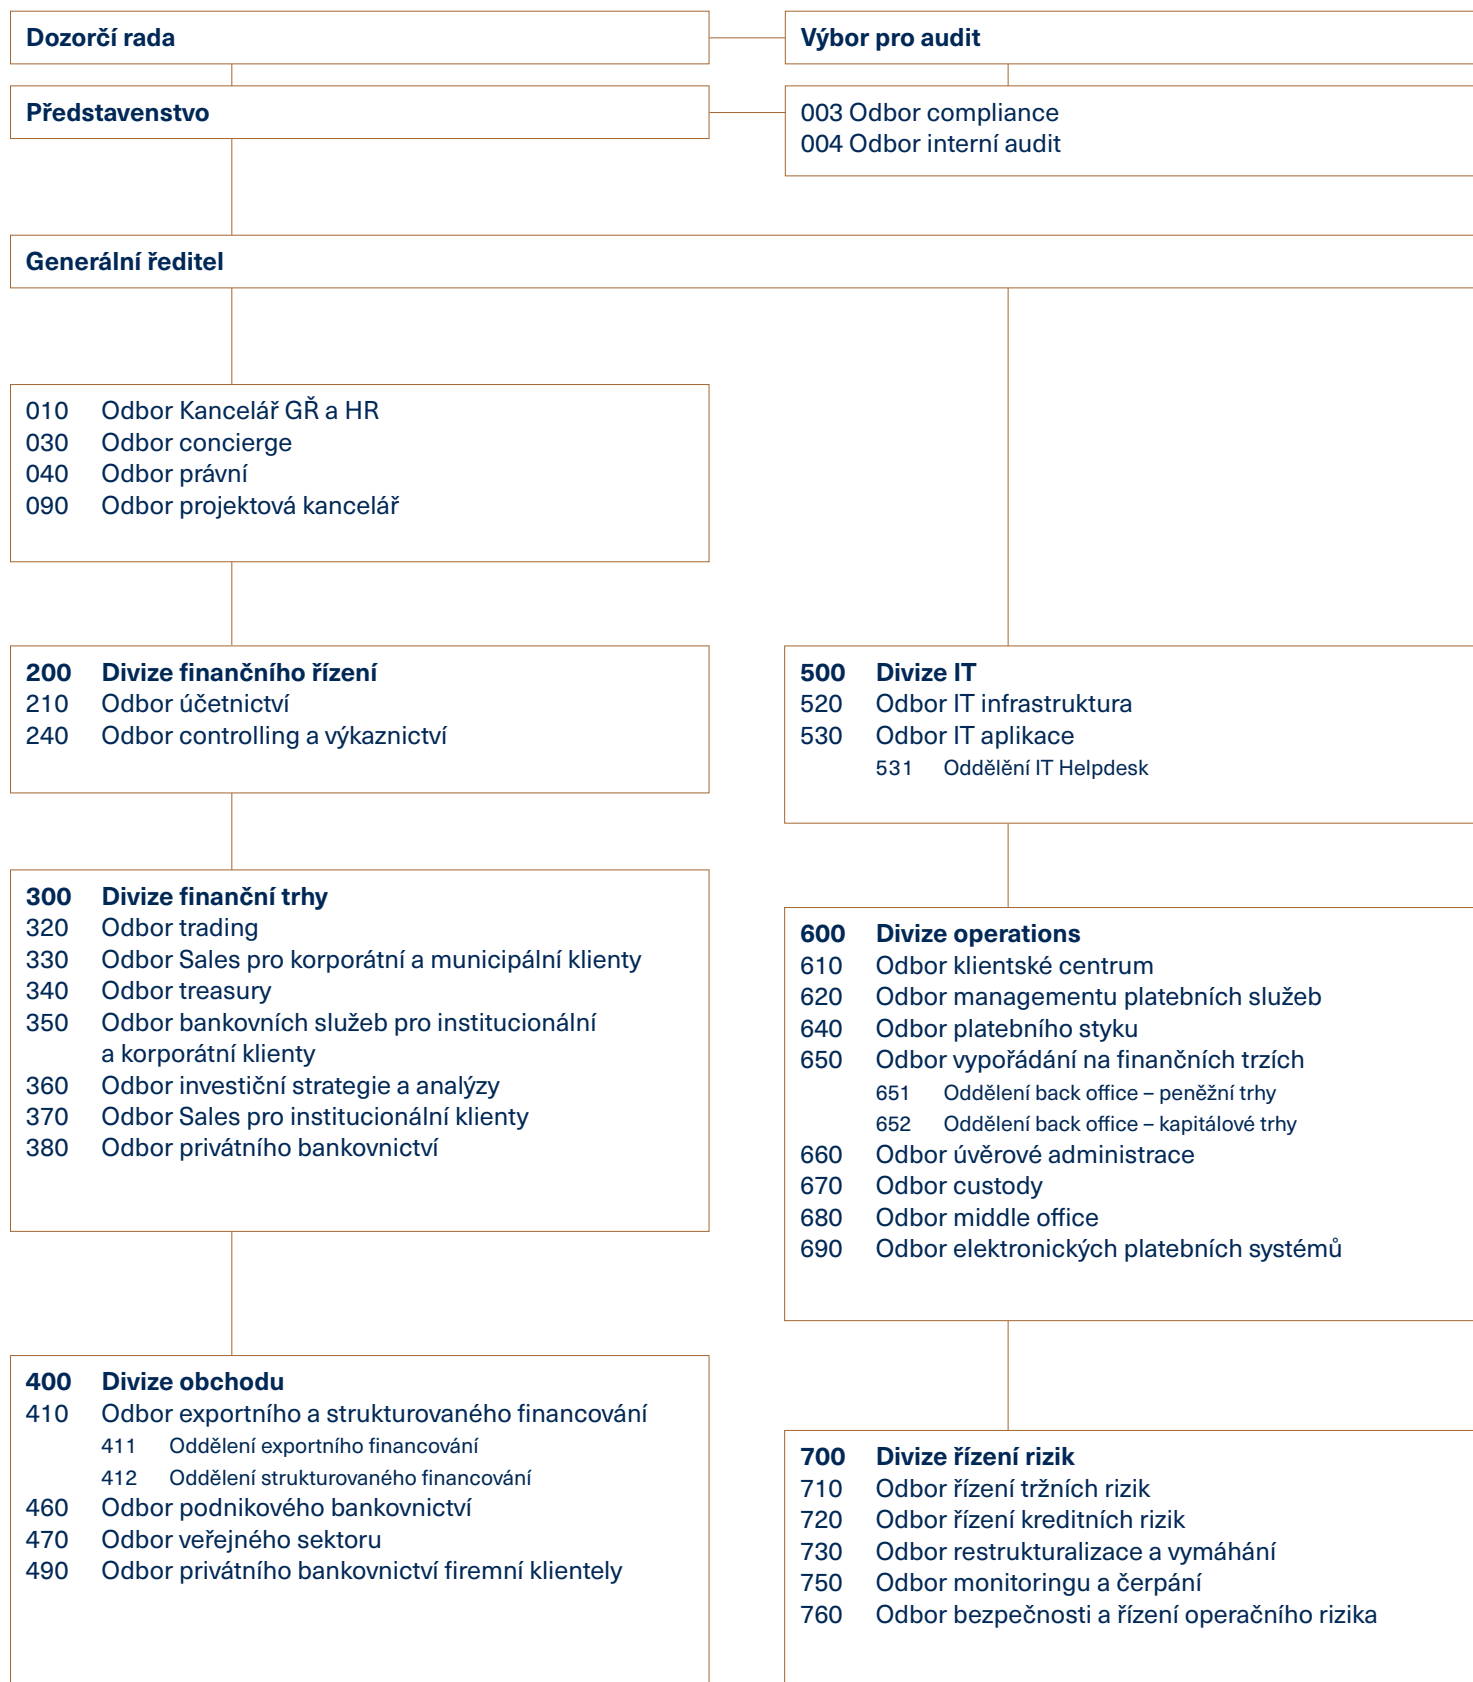 Dozorčí rada
Výbor pro audit
Představenstvo
003 Odbor compliance
004 Odbor interní audit
Generální ředitel
010 Odbor Kancelář GŘ a HR
030 Odbor concierge
040 Odbor právní
090 Odbor projektová kancelář
200 Divize finančního řízení
210 Odbor účetnictví
240 Odbor controlling a výkaznictví
300 Divize finanční trhy
320 Odbor trading
330 Odbor Sales pro korporátní a municipální klienty
340 Odbor treasury
350 Odbor bankovních služeb pro institucionální
a korporátní klienty
360 Odbor investiční strategie a analýzy
370 Odbor Sales pro institucionální klienty
380 Odbor privátního bankovnictví
400 Divize obchodu
410 Odbor exportního a strukturovaného financování
411 Oddělení exportního financování
412 Oddělení strukturovaného financování
460 Odbor podnikového bankovnictví
470 Odbor veřejného sektoru
490 Odbor privátního bankovnictví firemní klientely
500 Divize IT
520 Odbor IT infrastruktura
530 Odbor IT aplikace
531 Oddělění IT Helpdesk
600 Divize operations
610 Odbor klientské centrum
620 Odbor managementu platebních služeb
640 Odbor platebního styku
650 Odbor vypořádání na finančních trzích
651 Oddělení back office – peněžní trhy
652 Oddělení back office – kapitálové trhy
660 Odbor úvěrové administrace
670 Odbor custody
680 Odbor middle office
690 Odbor elektronických platebních systémů
700 Divize řízení rizik
710 Odbor řízení tržních rizik
720 Odbor řízení kreditních rizik
730 Odbor restrukturalizace a vymáhání
750 Odbor monitoringu a čerpání
760 Odbor bezpečnosti a řízení operačního rizika